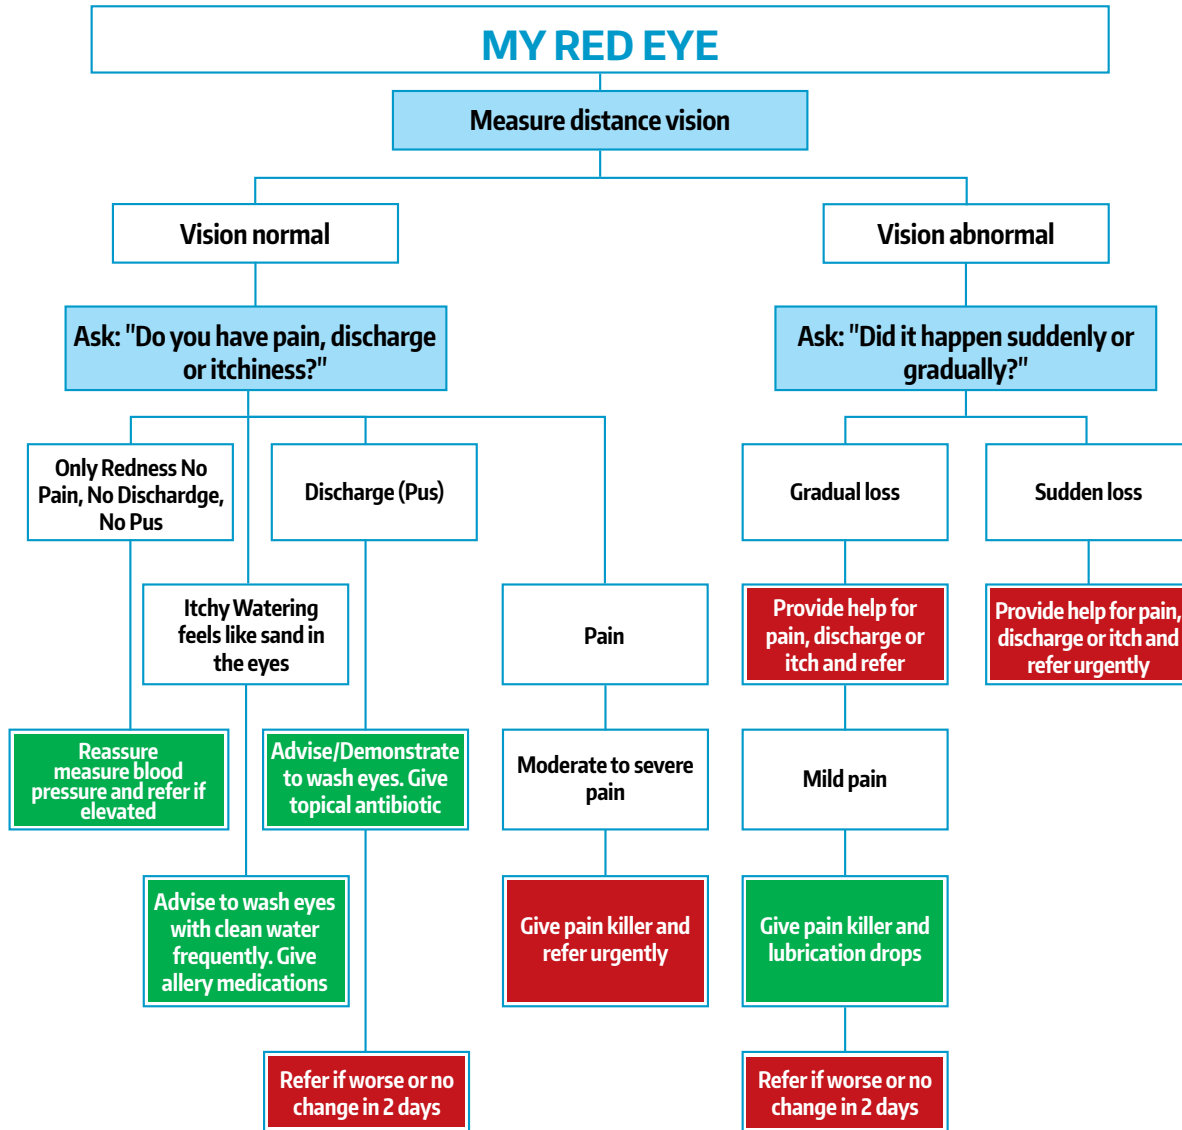 MY RED EYE
Measure distance vision
Vision normal
Vision abnormal
Ask: "Do you have pain, discharge
or itchiness?"
Ask: "Did it happen suddenly or
gradually?"
Only Redness No
Pain, No Dischardge,
No Pus
Discharge (Pus)
Gradual loss
Sudden loss
Itchy Watering
feels like sand in
the eyes
Pain
Provide help for
pain, discharge or
itch and refer
Provide help for pain,
discharge or itch and
refer urgently
Reassure
measure blood
pressure and refer if
elevated
Advise/Demonstrate
to wash eyes. Give
topical antibiotic
Moderate to severe
pain
Mild pain
Advise to wash eyes
with clean water
frequently. Give
allery medications
Give pain killer and
refer urgently
Give pain killer and
lubrication drops
Refer if worse or no
change in 2 days
Refer if worse or no
change in 2 days